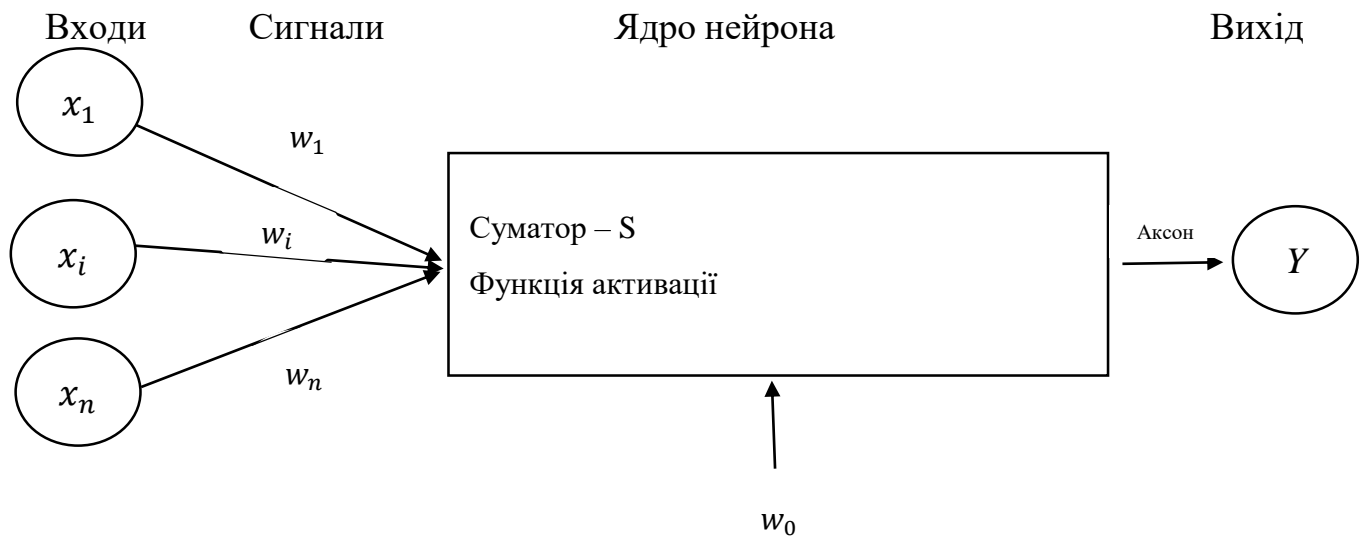 Входи Сигнали Ядро нейрона Вихід
x₁
w₁
xᵢ
wᵢ
xₙ
wₙ
Суматор – S
Функція активації
Аксон
Y
w₀